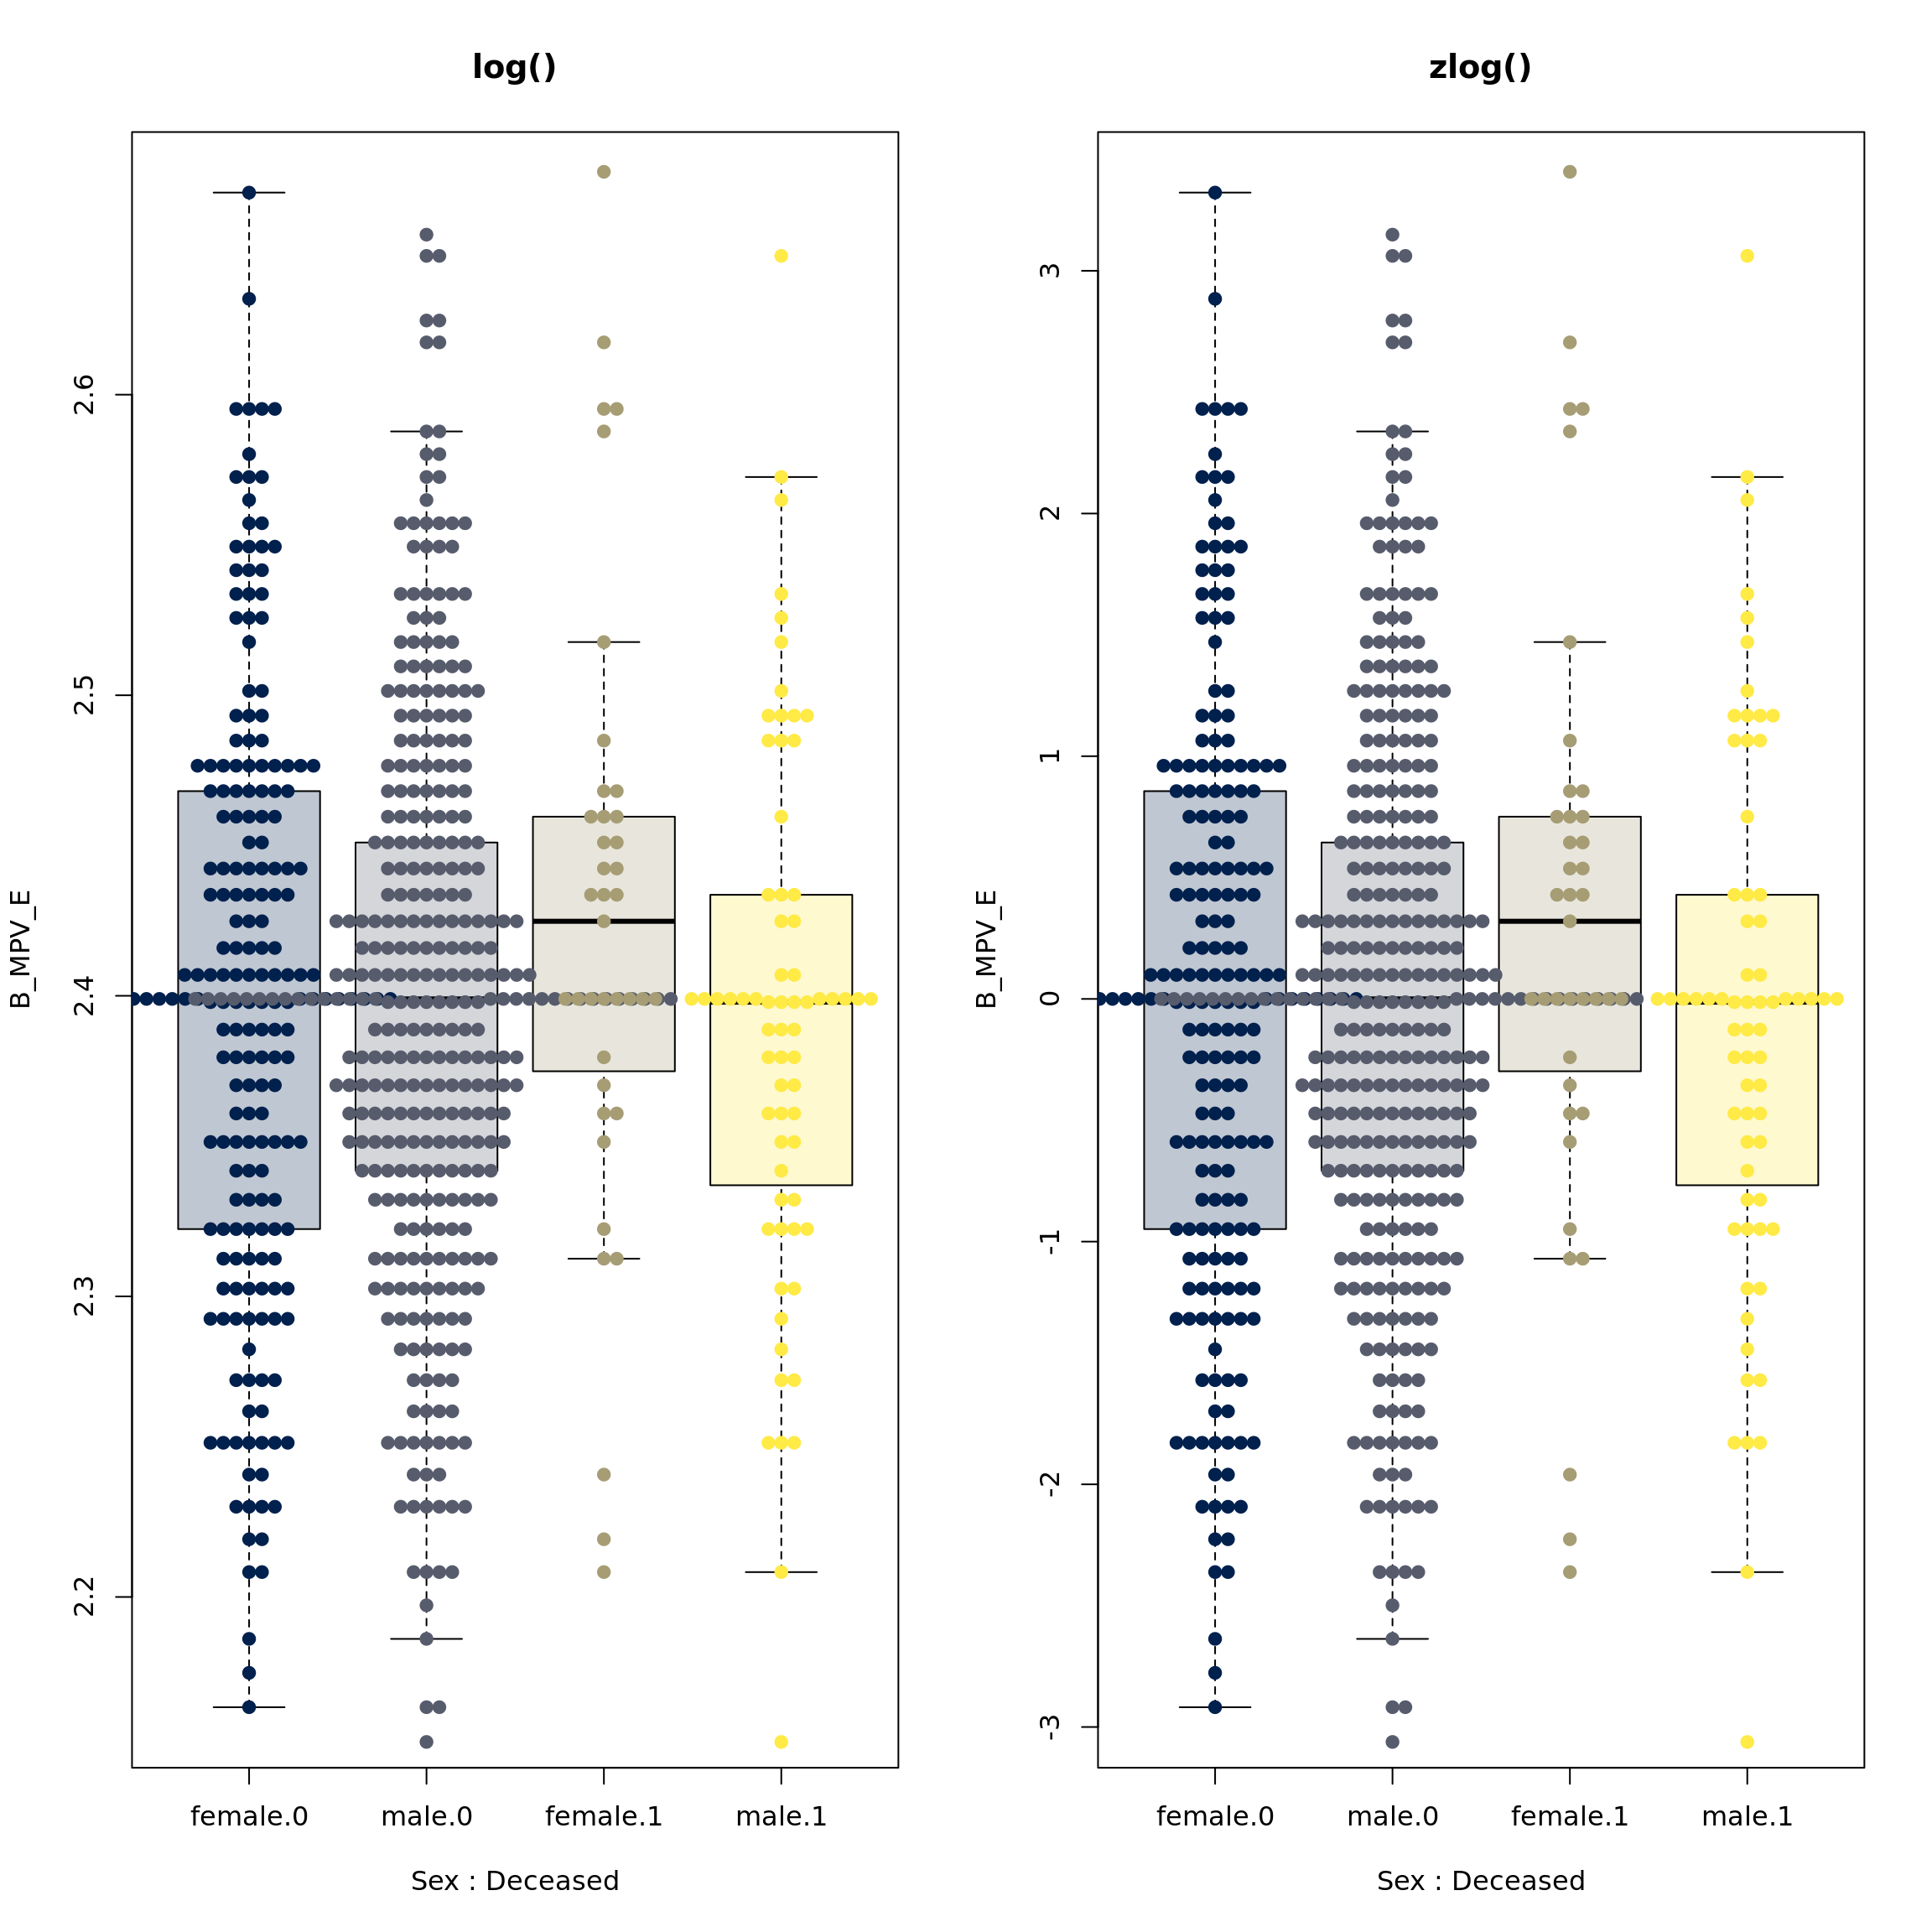 log()
B_MPV_E
2.6
2.5
2.4
2.3
2.2
female.0 male.0 female.1 male.1
Sex : Deceased
zlog()
B_MPV_E
3
2
1
0
-1
-2
-3
female.0 male.0 female.1 male.1
Sex : Deceased